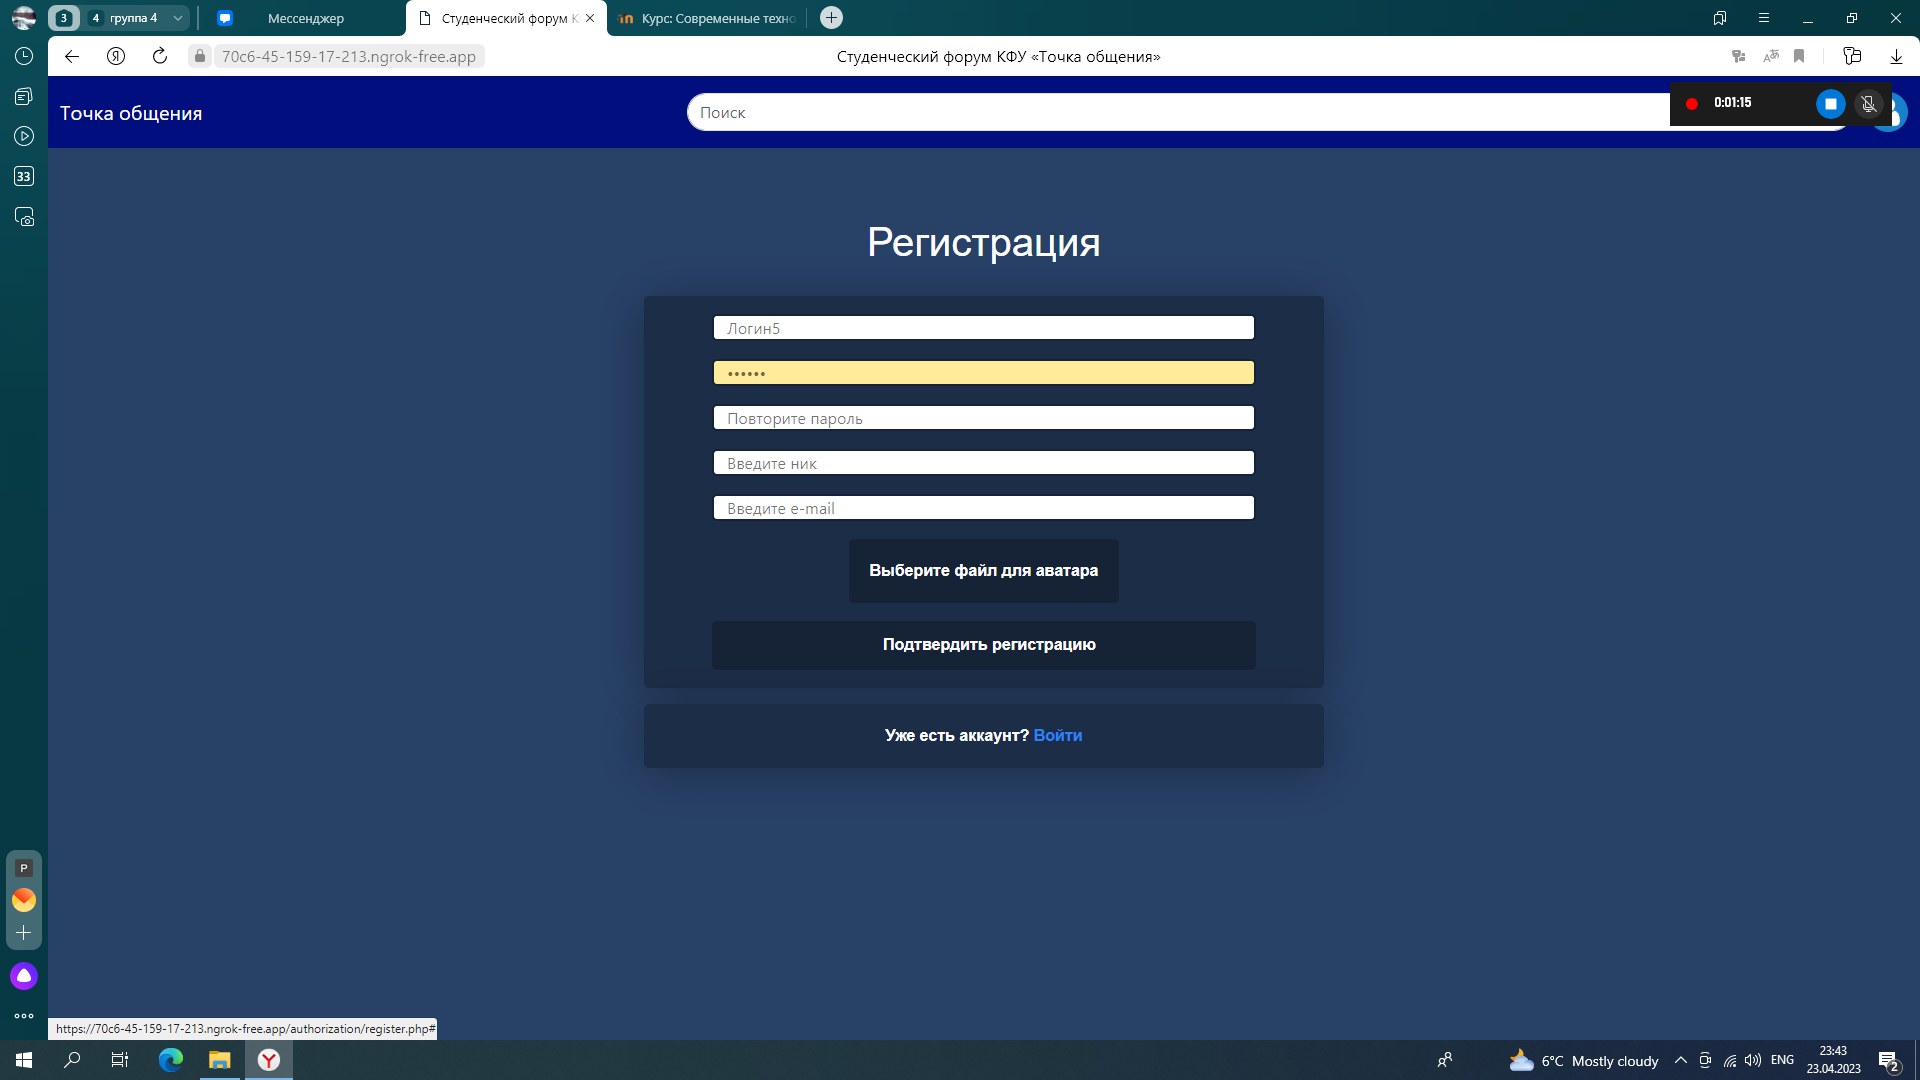 3
4 группа 4
Мессенджер
Студенческий форум К
Курс: Современные техно
70c6-45-159-17-213.ngrok-free.app
Студенческий форум КФУ «Точка общения»
Точка общения
Поиск
0:01:15
33
Регистрация
Логин5
••••••
Повторите пароль
Введите ник
Введите e-mail
Выберите файл для аватара
Подтвердить регистрацию
Уже есть аккаунт? Войти
P
https://70c6-45-159-17-213.ngrok-free.app/authorization/register.php#
6°C Mostly cloudy
ENG
23:43
23.04.2023
2